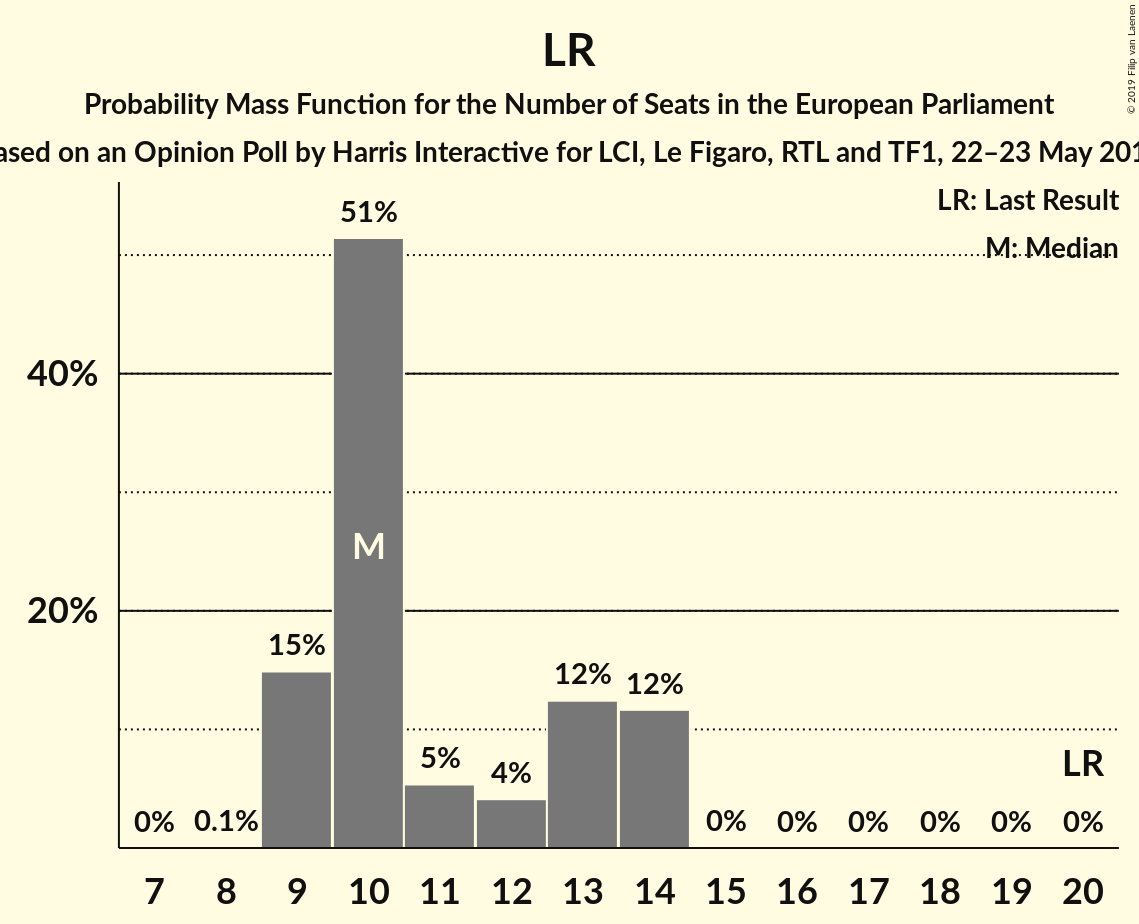 LR
Probability Mass Function for the Number of Seats in the European Parliament
ased on an Opinion Poll by Harris Interactive for LCI, Le Figaro, RTL and TF1, 22–23 May 201
© 2019 Filip van Laenen
LR: Last Result
M: Median
51%
40%
M
20%
15%
12%
12%
5%
4%
LR
0%
0.1%
0%
0%
0%
0%
0%
0%
7 8 9 10 11 12 13 14 15 16 17 18 19 20